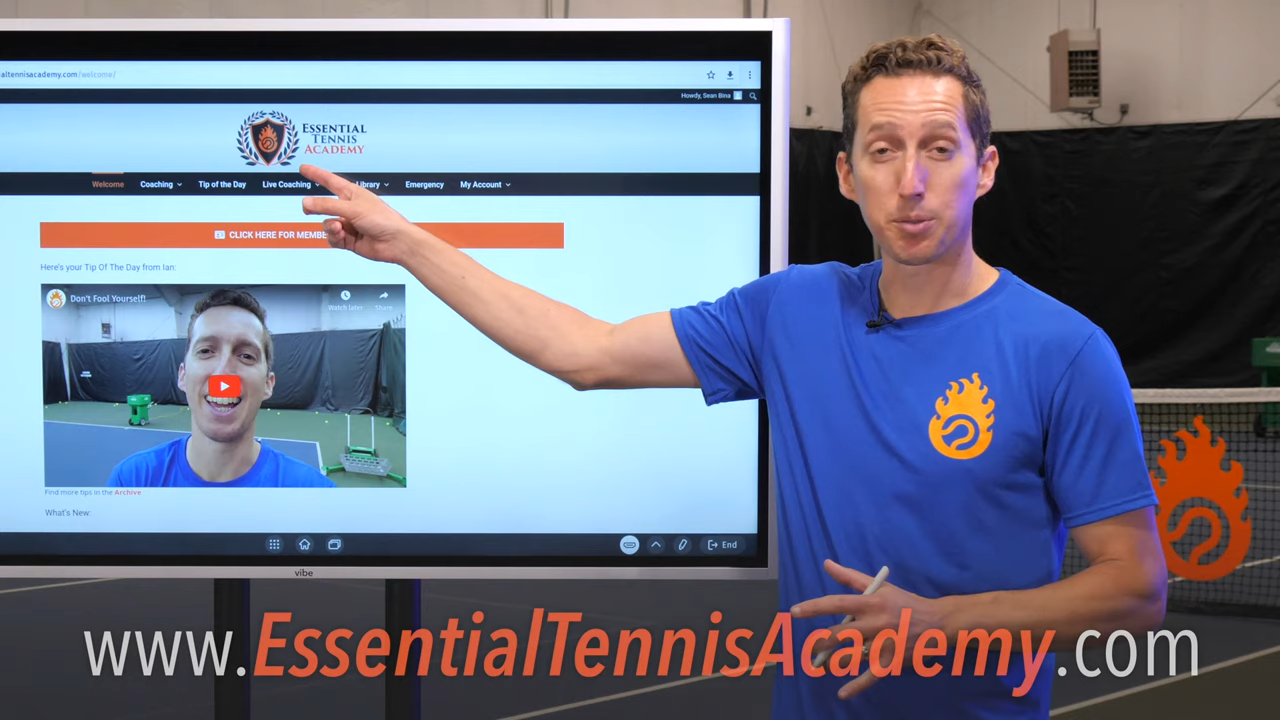 altennisacademy.com/welcome/
Howdy, Sean Bina
ESSENTIAL
TENNIS
ACADEMY
Welcome Coaching Tip of the Day Live Coaching Library Emergency My Account
CLICK HERE FOR MEMBE
Here's your Tip Of The Day from Ian:
Don't Fool Yourself!
Watch later Share
Find more tips in the Archive
What's New:
End
vibe
www.EssentialTennisAcademy.com